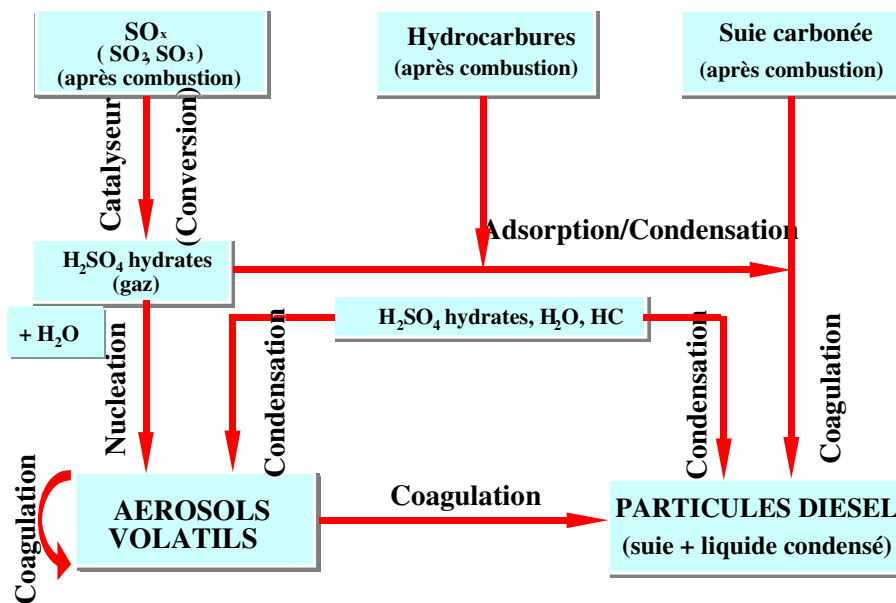 SOₓ
( SO₂, SO₃)
(après combustion)
Hydrocarbures
(après combustion)
Suie carbonée
(après combustion)
Catalyseur
(Conversion)
Adsorption/Condensation
H₂SO₄ hydrates
(gaz)
+ H₂O
H₂SO₄ hydrates, H₂O, HC
Nucleation
Condensation
Condensation
Coagulation
Coagulation
AEROSOLS
VOLATILS
Coagulation
PARTICULES DIESEL
(suie + liquide condensé)